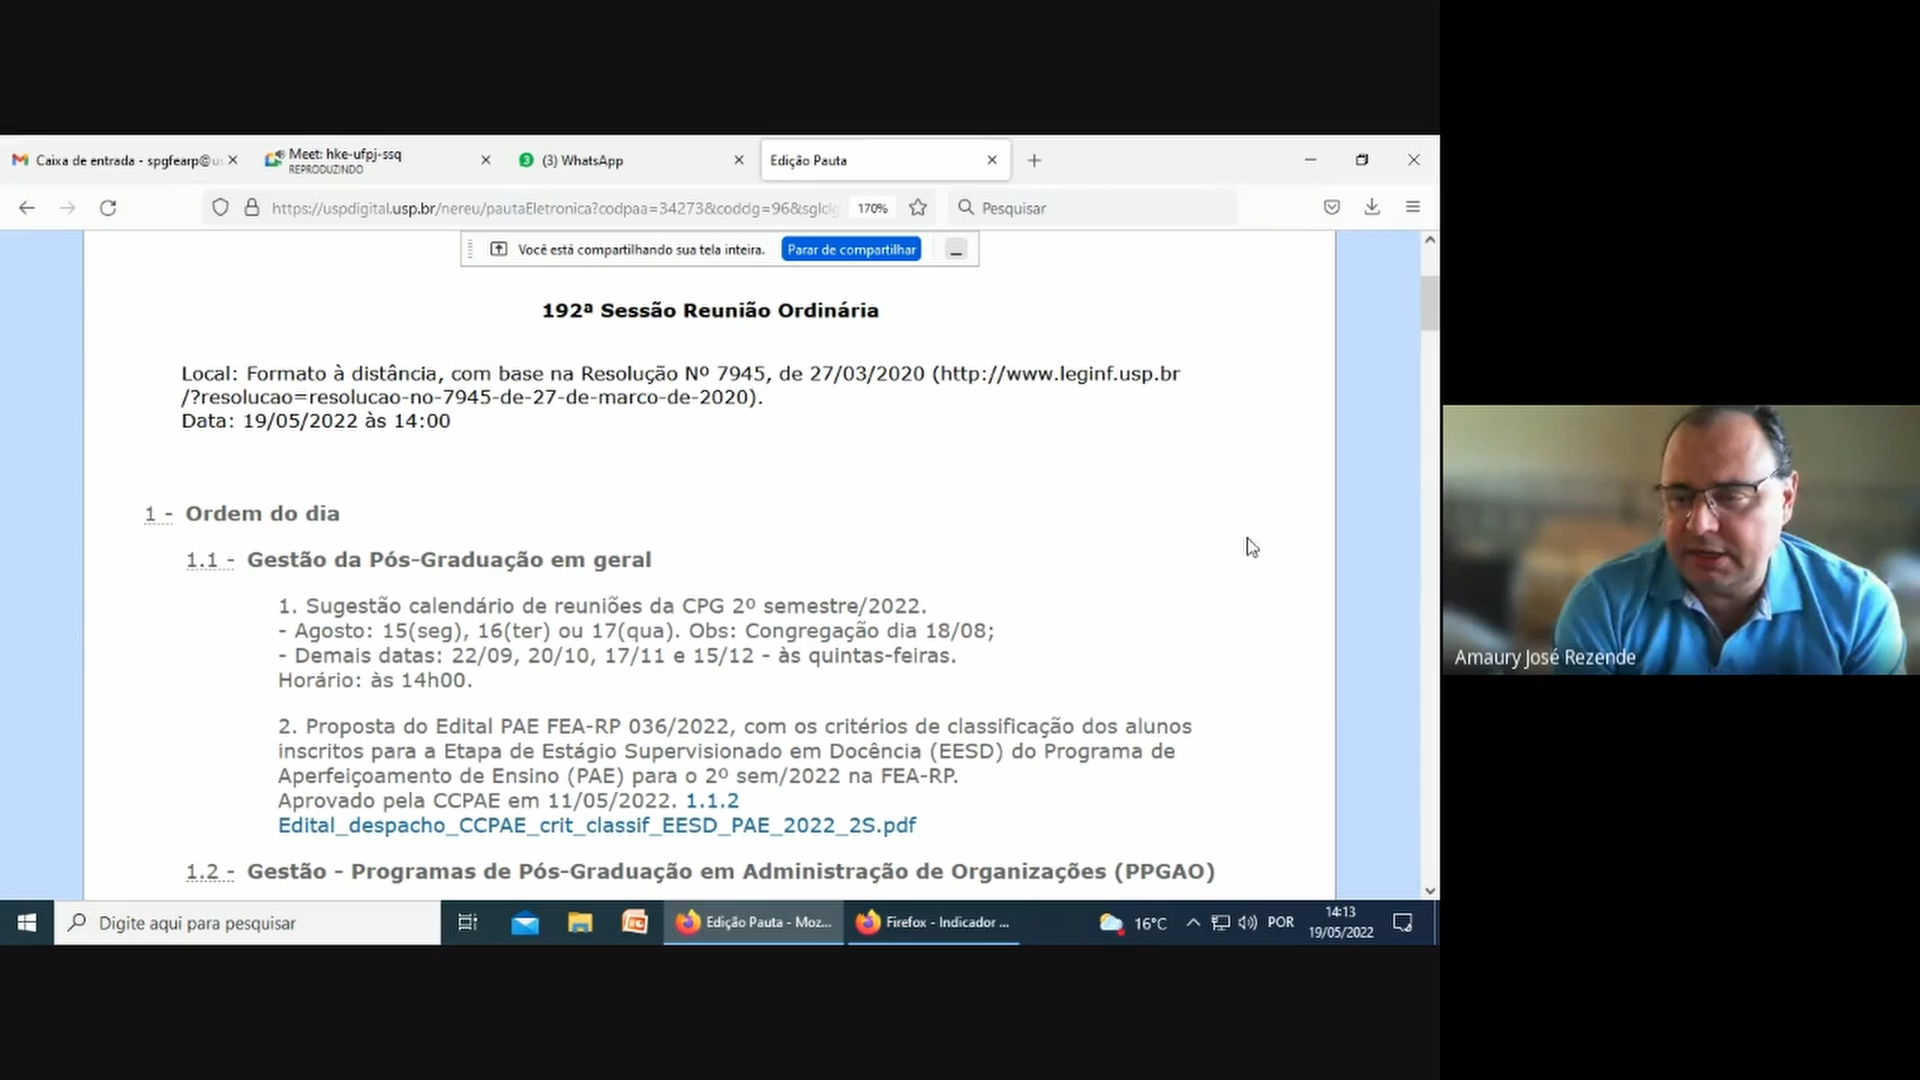 Caixa de entrada - spgfearp@u
Meet: hke-ufpj-ssq
REPRODUZINDO
3 (3) WhatsApp
Edição Pauta
https://uspdigital.usp.br/nereu/pautaEletronica?codpaa=34273&coddg=96&sglclg
170%
Pesquisar
Você está compartilhando sua tela inteira.
Parar de compartilhar
192ª Sessão Reunião Ordinária
Local: Formato à distância, com base na Resolução Nº 7945, de 27/03/2020 (http://www.leginf.usp.br
/?resolucao=resolucao-no-7945-de-27-de-marco-de-2020).
Data: 19/05/2022 às 14:00
1 - Ordem do dia
1.1 - Gestão da Pós-Graduação em geral
1. Sugestão calendário de reuniões da CPG 2º semestre/2022.
- Agosto: 15(seg), 16(ter) ou 17(qua). Obs: Congregação dia 18/08;
- Demais datas: 22/09, 20/10, 17/11 e 15/12 - às quintas-feiras.
Horário: às 14h00.
2. Proposta do Edital PAE FEA-RP 036/2022, com os critérios de classificação dos alunos
inscritos para a Etapa de Estágio Supervisionado em Docência (EESD) do Programa de
Aperfeiçoamento de Ensino (PAE) para o 2º sem/2022 na FEA-RP.
Aprovado pela CCPAE em 11/05/2022. 1.1.2
Edital_despacho_CCPAE_crit_classif_EESD_PAE_2022_2S.pdf
1.2 - Gestão - Programas de Pós-Graduação em Administração de Organizações (PPGAO)
Amaury José Rezende
Digite aqui para pesquisar
Edição Pauta - Moz...
Firefox - Indicador ...
16°C
POR
14:13
19/05/2022